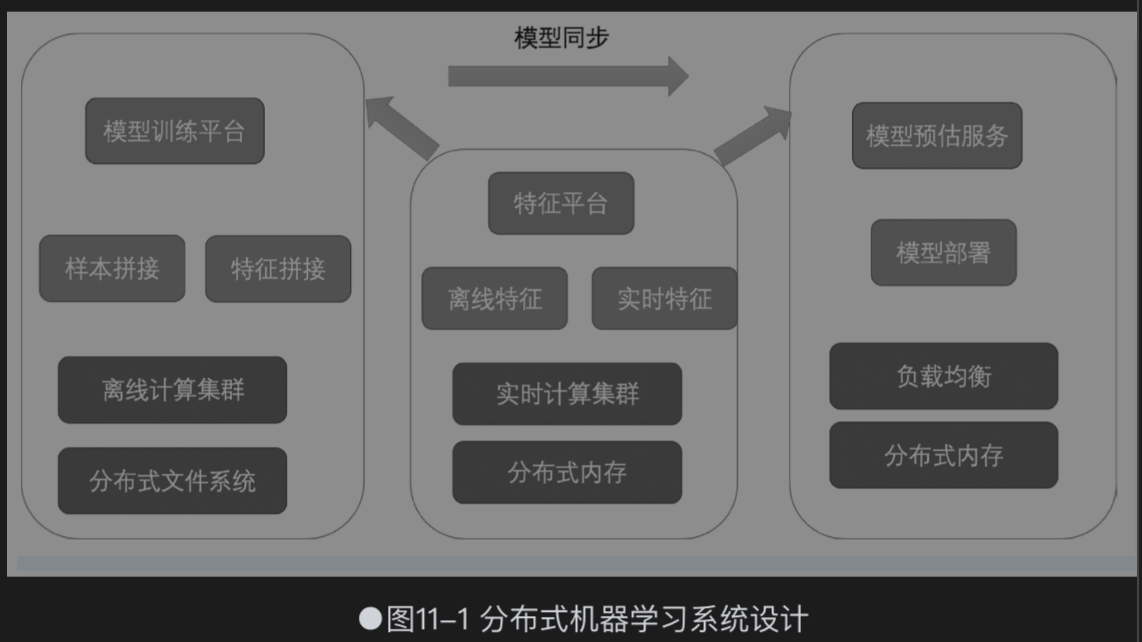 模型同步
模型训练平台
样本拼接
特征拼接
离线计算集群
分布式文件系统
特征平台
离线特征
实时特征
实时计算集群
分布式内存
模型预估服务
模型部署
负载均衡
分布式内存
●图11-1 分布式机器学习系统设计